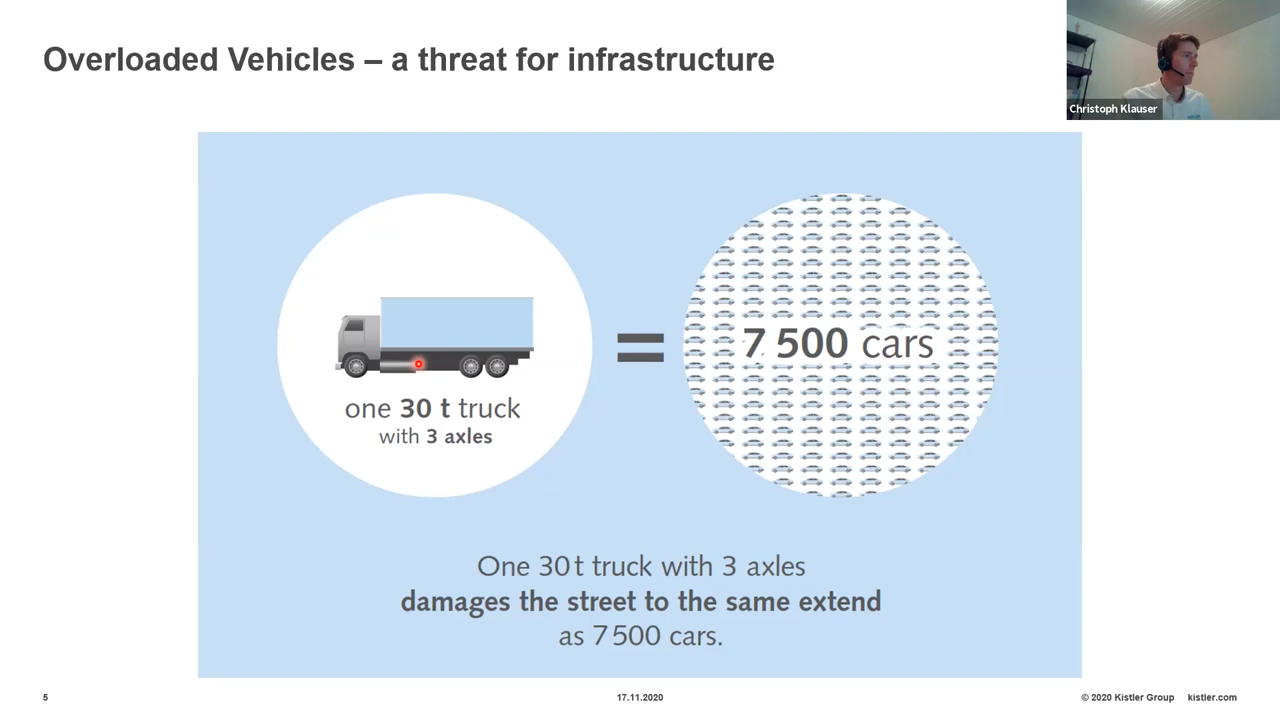 Overloaded Vehicles – a threat for infrastructure
Christoph Klauser
one 30 t truck
with 3 axles
=
7 500 cars
One 30 t truck with 3 axles
damages the street to the same extend
as 7 500 cars.
5
17.11.2020
© 2020 Kistler Group
kistler.com